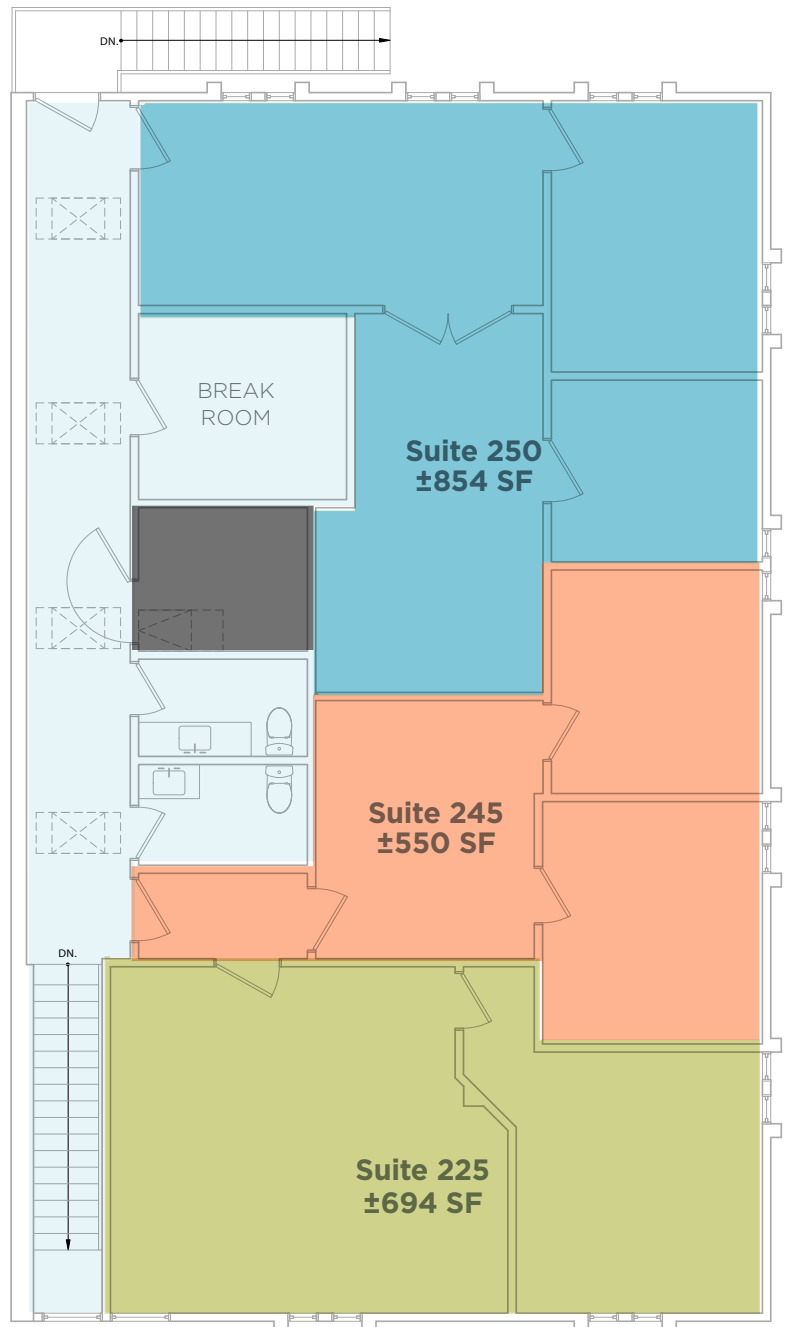 DN.
BREAK
ROOM
Suite 250
±854 SF
Suite 245
±550 SF
DN.
Suite 225
±694 SF